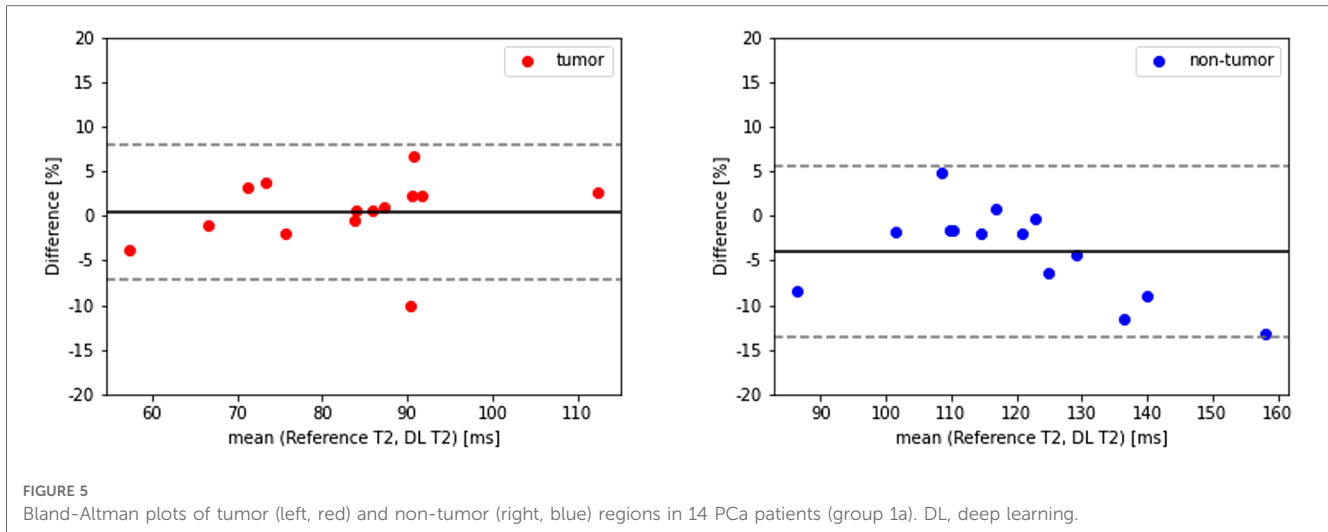 20
15
10
5
0
-5
-10
-15
-20
Difference [%]
tumor
60 70 80 90 100 110
mean (Reference T2, DL T2) [ms]
20
15
10
5
0
-5
-10
-15
-20
Difference [%]
non-tumor
90 100 110 120 130 140 150 160
mean (Reference T2, DL T2) [ms]
FIGURE 5
Bland-Altman plots of tumor (left, red) and non-tumor (right, blue) regions in 14 PCa patients (group 1a). DL, deep learning.